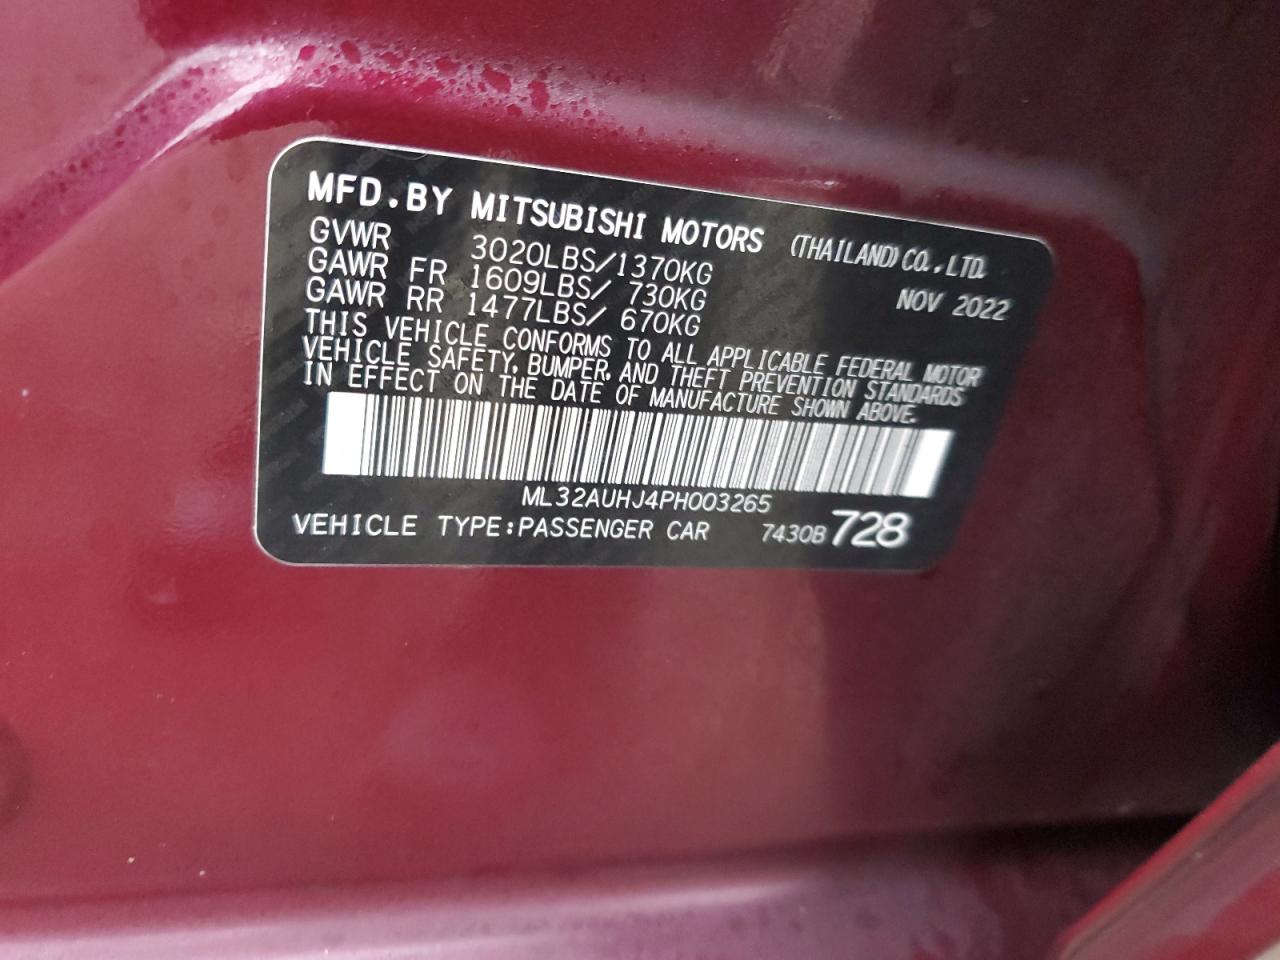 MFD.BY MITSUBISHI MOTORS (THAILAND) CO.,LTD.
GVWR 3020LBS/1370KG NOV 2022
GAWR FR 1609LBS/ 730KG
GAWR RR 1477LBS/ 670KG
THIS VEHICLE CONFORMS TO ALL APPLICABLE FEDERAL MOTOR
VEHICLE SAFETY, BUMPER, AND THEFT PREVENTION STANDARDS
IN EFFECT ON THE DATE OF MANUFACTURE SHOWN ABOVE.
ML32AUHJ4PH003265
VEHICLE TYPE:PASSENGER CAR 7430B728